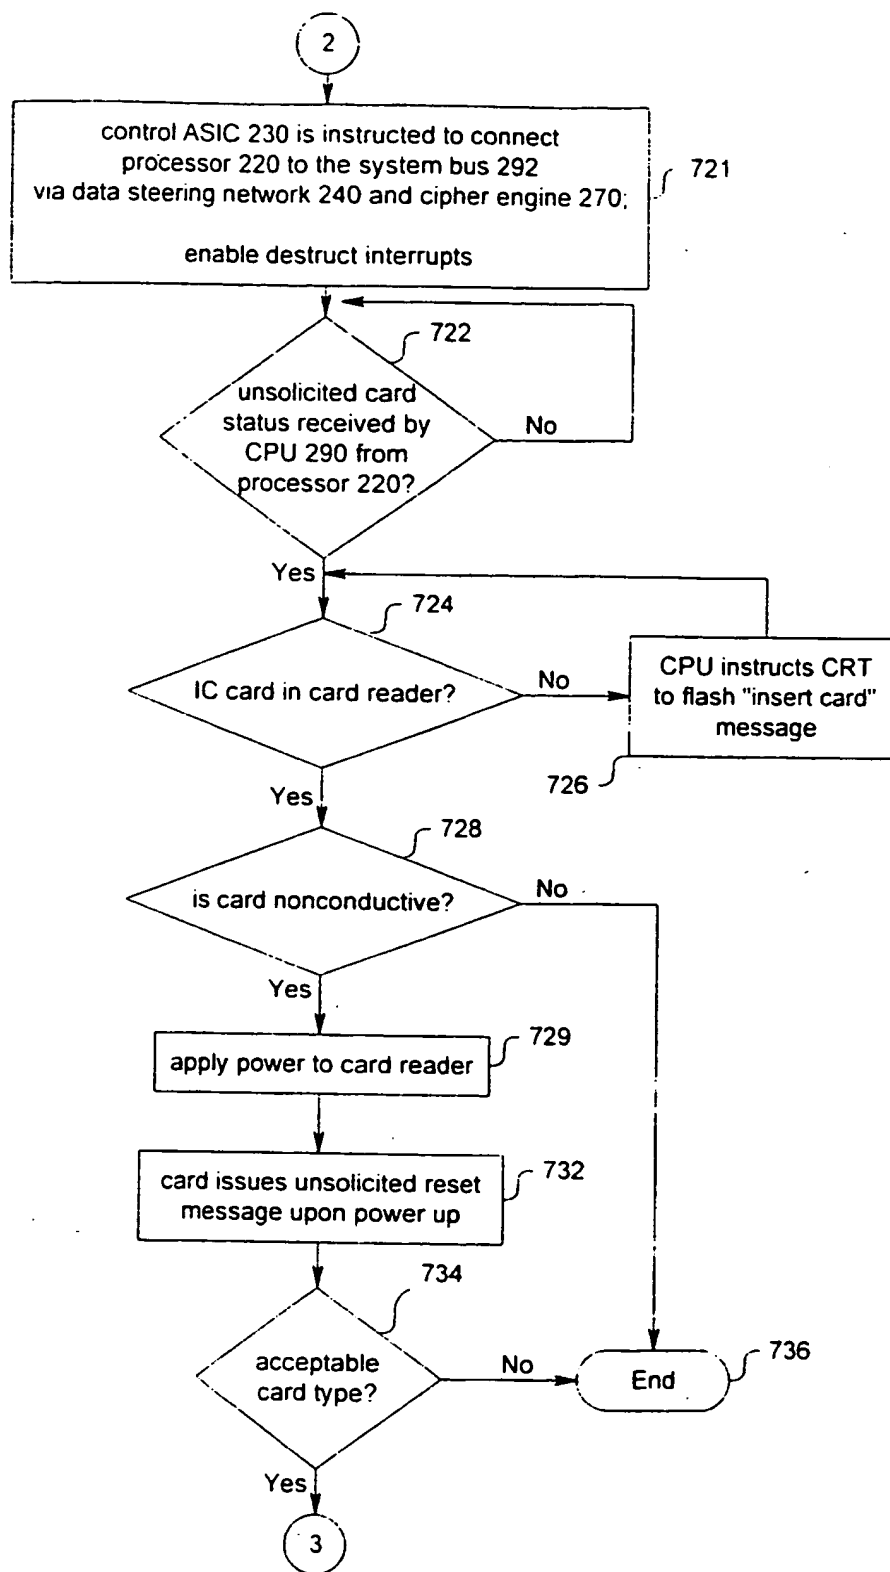 2
control ASIC 230 is instructed to connect
processor 220 to the system bus 292
via data steering network 240 and cipher engine 270;
enable destruct interrupts
721
722
unsolicited card
status received by
CPU 290 from
processor 220?
No
Yes
724
IC card in card reader?
No
CPU instructs CRT
to flash "insert card"
message
726
Yes
728
is card nonconductive?
No
Yes
729
apply power to card reader
732
card issues unsolicited reset
message upon power up
734
acceptable
card type?
No
End
736
Yes
3